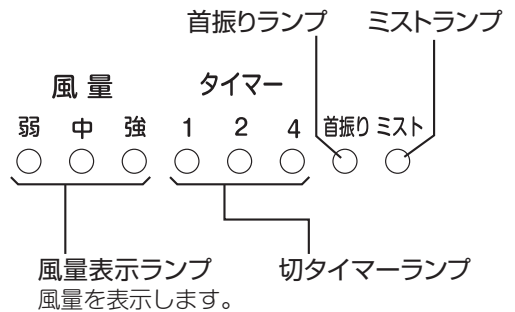 首振りランプ ミストランプ
風量 タイマー
弱 中 強 1 2 4 首振り ミスト
風量表示ランプ 切タイマーランプ
風量を表示します。